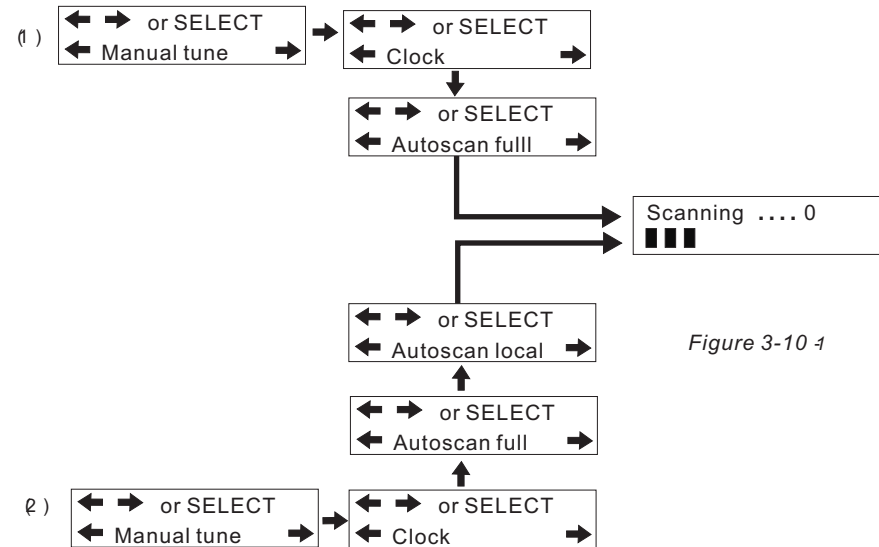 (1)
← → or SELECT
← Manual tune →
← → or SELECT
← Clock →
← → or SELECT
← Autoscan fulll →
Scanning .... 0
← → or SELECT
← Autoscan local →
Figure 3-10-1
← → or SELECT
← Autoscan full →
(2)
← → or SELECT
← Manual tune →
← → or SELECT
← Clock →